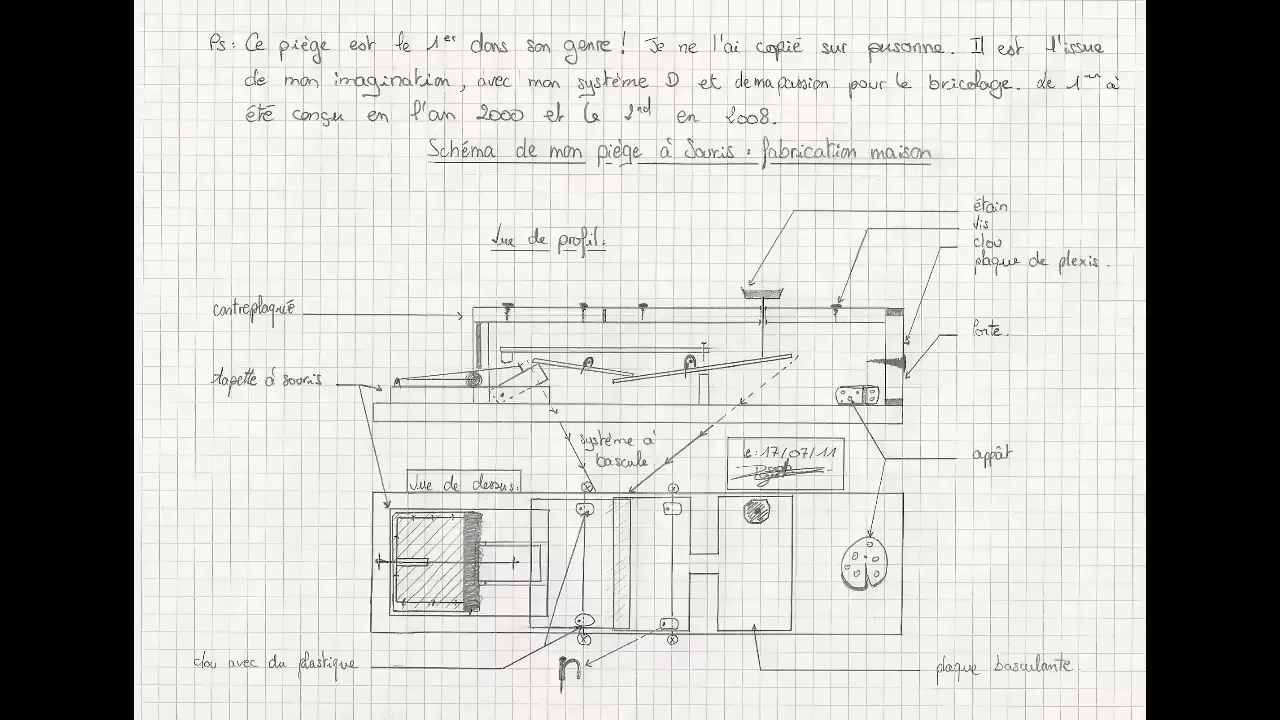 Ps: Ce piège est le 1er dans son genre! Je ne l'ai copié sur personne. Il est l'issue
de mon imagination, avec mon système D et de ma passion pour le bricolage. Le 1er à
été conçu en l'an 2000 et le 2nd en 2008.
Schéma de mon piège à Souris: fabrication maison
étain
vis
clou
plaque de plexis.
Vue de profil:
contreplaqué
Porte.
tapette à souris
système à
bascule.
le: 17/07/11
appât
vue de dessus:
clou avec du plastique
plaque basculante.